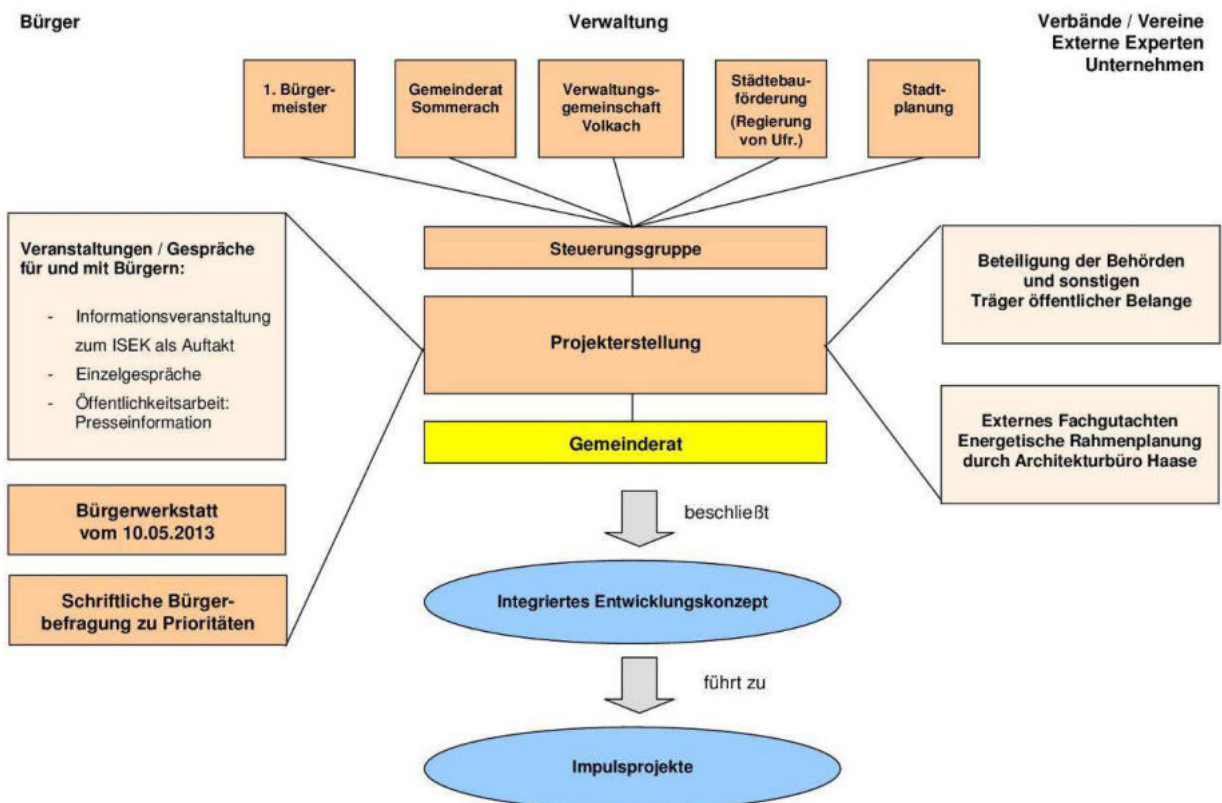 Bürger
Verwaltung
Verbände / Vereine
Externe Experten
Unternehmen
1. Bürger-
meister
Gemeinderat
Sommerach
Verwaltungs-
gemeinschaft
Volkach
Städtebau-
förderung
(Regierung
von Ufr.)
Stadt-
planung
Steuerungsgruppe
Projekterstellung
Gemeinderat
Veranstaltungen / Gespräche
für und mit Bürgern:
- Informationsveranstaltung
zum ISEK als Auftakt
- Einzelgespräche
- Öffentlichkeitsarbeit:
Presseinformation
Bürgerwerkstatt
vom 10.05.2013
Schriftliche Bürger-
befragung zu Prioritäten
Beteiligung der Behörden
und sonstigen
Träger öffentlicher Belange
Externes Fachgutachten
Energetische Rahmenplanung
durch Architekturbüro Haase
beschließt
Integriertes Entwicklungskonzept
führt zu
Impulsprojekte